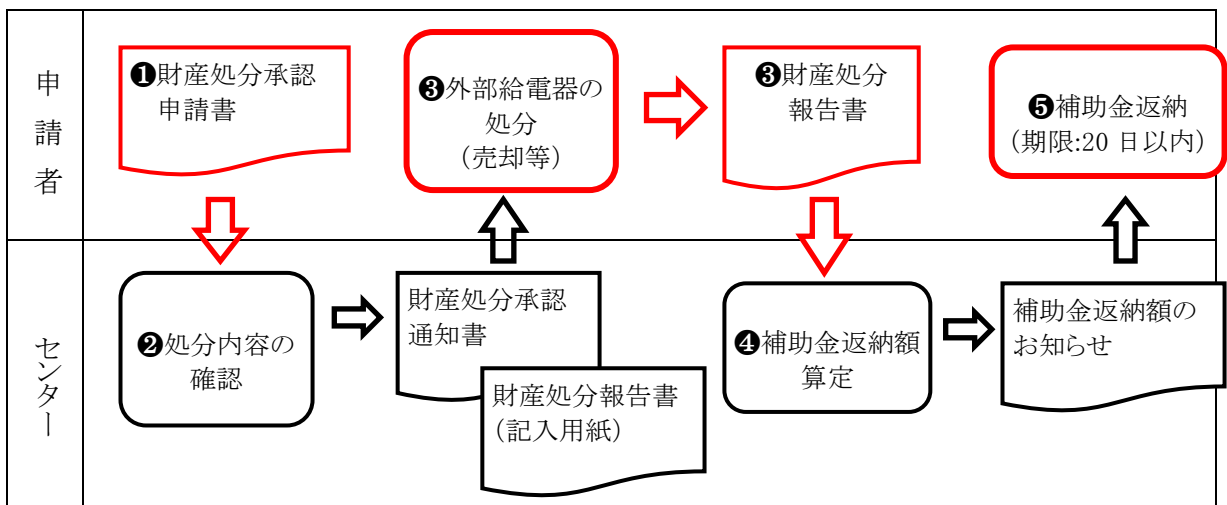 申請者
❶財産処分承認
申請書
❸外部給電器の
処分
(売却等)
❸財産処分
報告書
❺補助金返納
(期限:20 日以内)
センター
❷処分内容の
確認
財産処分承認
通知書
財産処分報告書
(記入用紙)
❹補助金返納額
算定
補助金返納額の
お知らせ